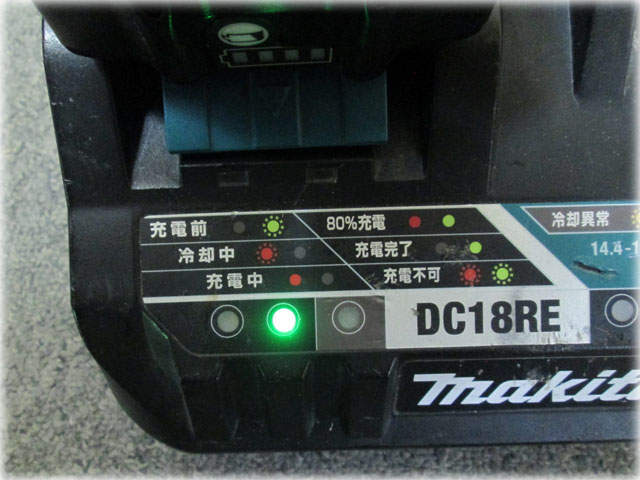 充電前
80%充電
冷却異常
冷却中
充電完了
14.4-
充電中
充電不可
DC18RE
makita